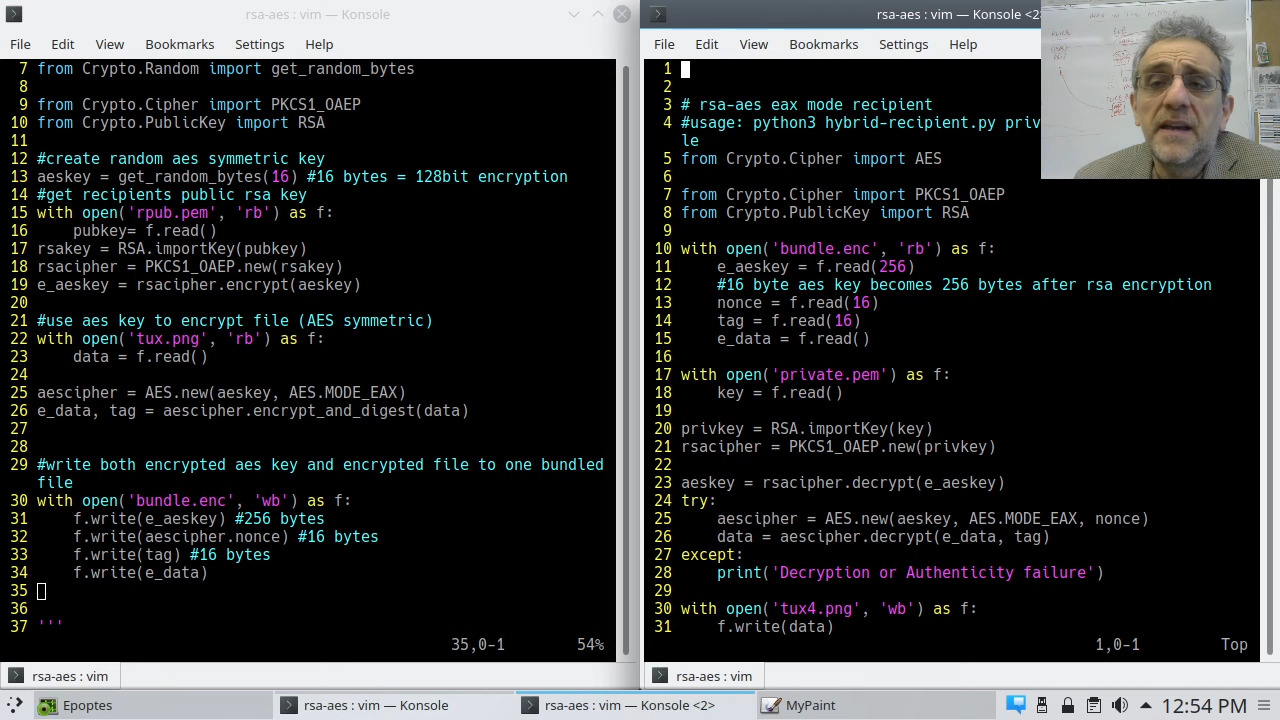 rsa-aes : vim — Konsole
File Edit View Bookmarks Settings Help
7 from Crypto.Random import get_random_bytes
8
9 from Crypto.Cipher import PKCS1_OAEP
10 from Crypto.PublicKey import RSA
11
12 #create random aes symmetric key
13 aeskey = get_random_bytes(16) #16 bytes = 128bit encryption
14 #get recipients public rsa key
15 with open('rpub.pem', 'rb') as f:
16     pubkey= f.read()
17 rsakey = RSA.importKey(pubkey)
18 rsacipher = PKCS1_OAEP.new(rsakey)
19 e_aeskey = rsacipher.encrypt(aeskey)
20
21 #use aes key to encrypt file (AES symmetric)
22 with open('tux.png', 'rb') as f:
23     data = f.read()
24
25 aescipher = AES.new(aeskey, AES.MODE_EAX)
26 e_data, tag = aescipher.encrypt_and_digest(data)
27
28
29 #write both encrypted aes key and encrypted file to one bundled
file
30 with open('bundle.enc', 'wb') as f:
31     f.write(e_aeskey) #256 bytes
32     f.write(aescipher.nonce) #16 bytes
33     f.write(tag) #16 bytes
34     f.write(e_data)
35
36
37 '''
35,0-1 54%
rsa-aes : vim
rsa-aes : vim — Konsole <2>
File Edit View Bookmarks Settings Help
1
2
3 # rsa-aes eax mode recipient
4 #usage: python3 hybrid-recipient.py priv
le
5 from Crypto.Cipher import AES
6
7 from Crypto.Cipher import PKCS1_OAEP
8 from Crypto.PublicKey import RSA
9
10 with open('bundle.enc', 'rb') as f:
11     e_aeskey = f.read(256)
12     #16 byte aes key becomes 256 bytes after rsa encryption
13     nonce = f.read(16)
14     tag = f.read(16)
15     e_data = f.read()
16
17 with open('private.pem') as f:
18     key = f.read()
19
20 privkey = RSA.importKey(key)
21 rsacipher = PKCS1_OAEP.new(privkey)
22
23 aeskey = rsacipher.decrypt(e_aeskey)
24 try:
25     aescipher = AES.new(aeskey, AES.MODE_EAX, nonce)
26     data = aescipher.decrypt(e_data, tag)
27 except:
28     print('Decryption or Authenticity failure')
29
30 with open('tux4.png', 'wb') as f:
31     f.write(data)
1,0-1 Top
rsa-aes : vim
Epoptes
rsa-aes : vim — Konsole
rsa-aes : vim — Konsole <2>
MyPaint
12:54 PM